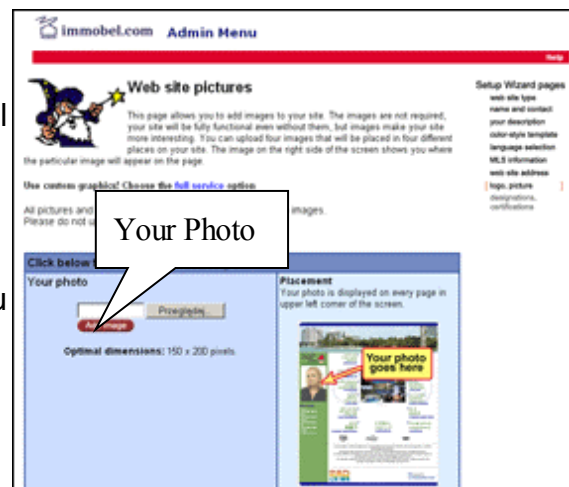 immobel.com Admin Menu
Help
Web site pictures
This page allows you to add images to your site. The images are not required,
your site will be fully functional even without them, but images make your site
more interesting. You can upload four images that will be placed in four different
places on your site. The image on the right side of the screen shows you where
the particular image will appear on the page.
Use custom graphics! Choose the full service option
All pictures and
images.
Please do not u
Setup Wizard pages
web site type
name and contact
your description
color-style template
language selection
MLS information
web site address
[ logo, picture ]
designations,
certifications
l
u
Your Photo
Click below
Your photo
Przeglądaj...
Add image
Optimal dimensions: 150 x 200 pixels.
Placement
Your photo is displayed on every page in
upper left corner of the screen.
Your photo
goes here